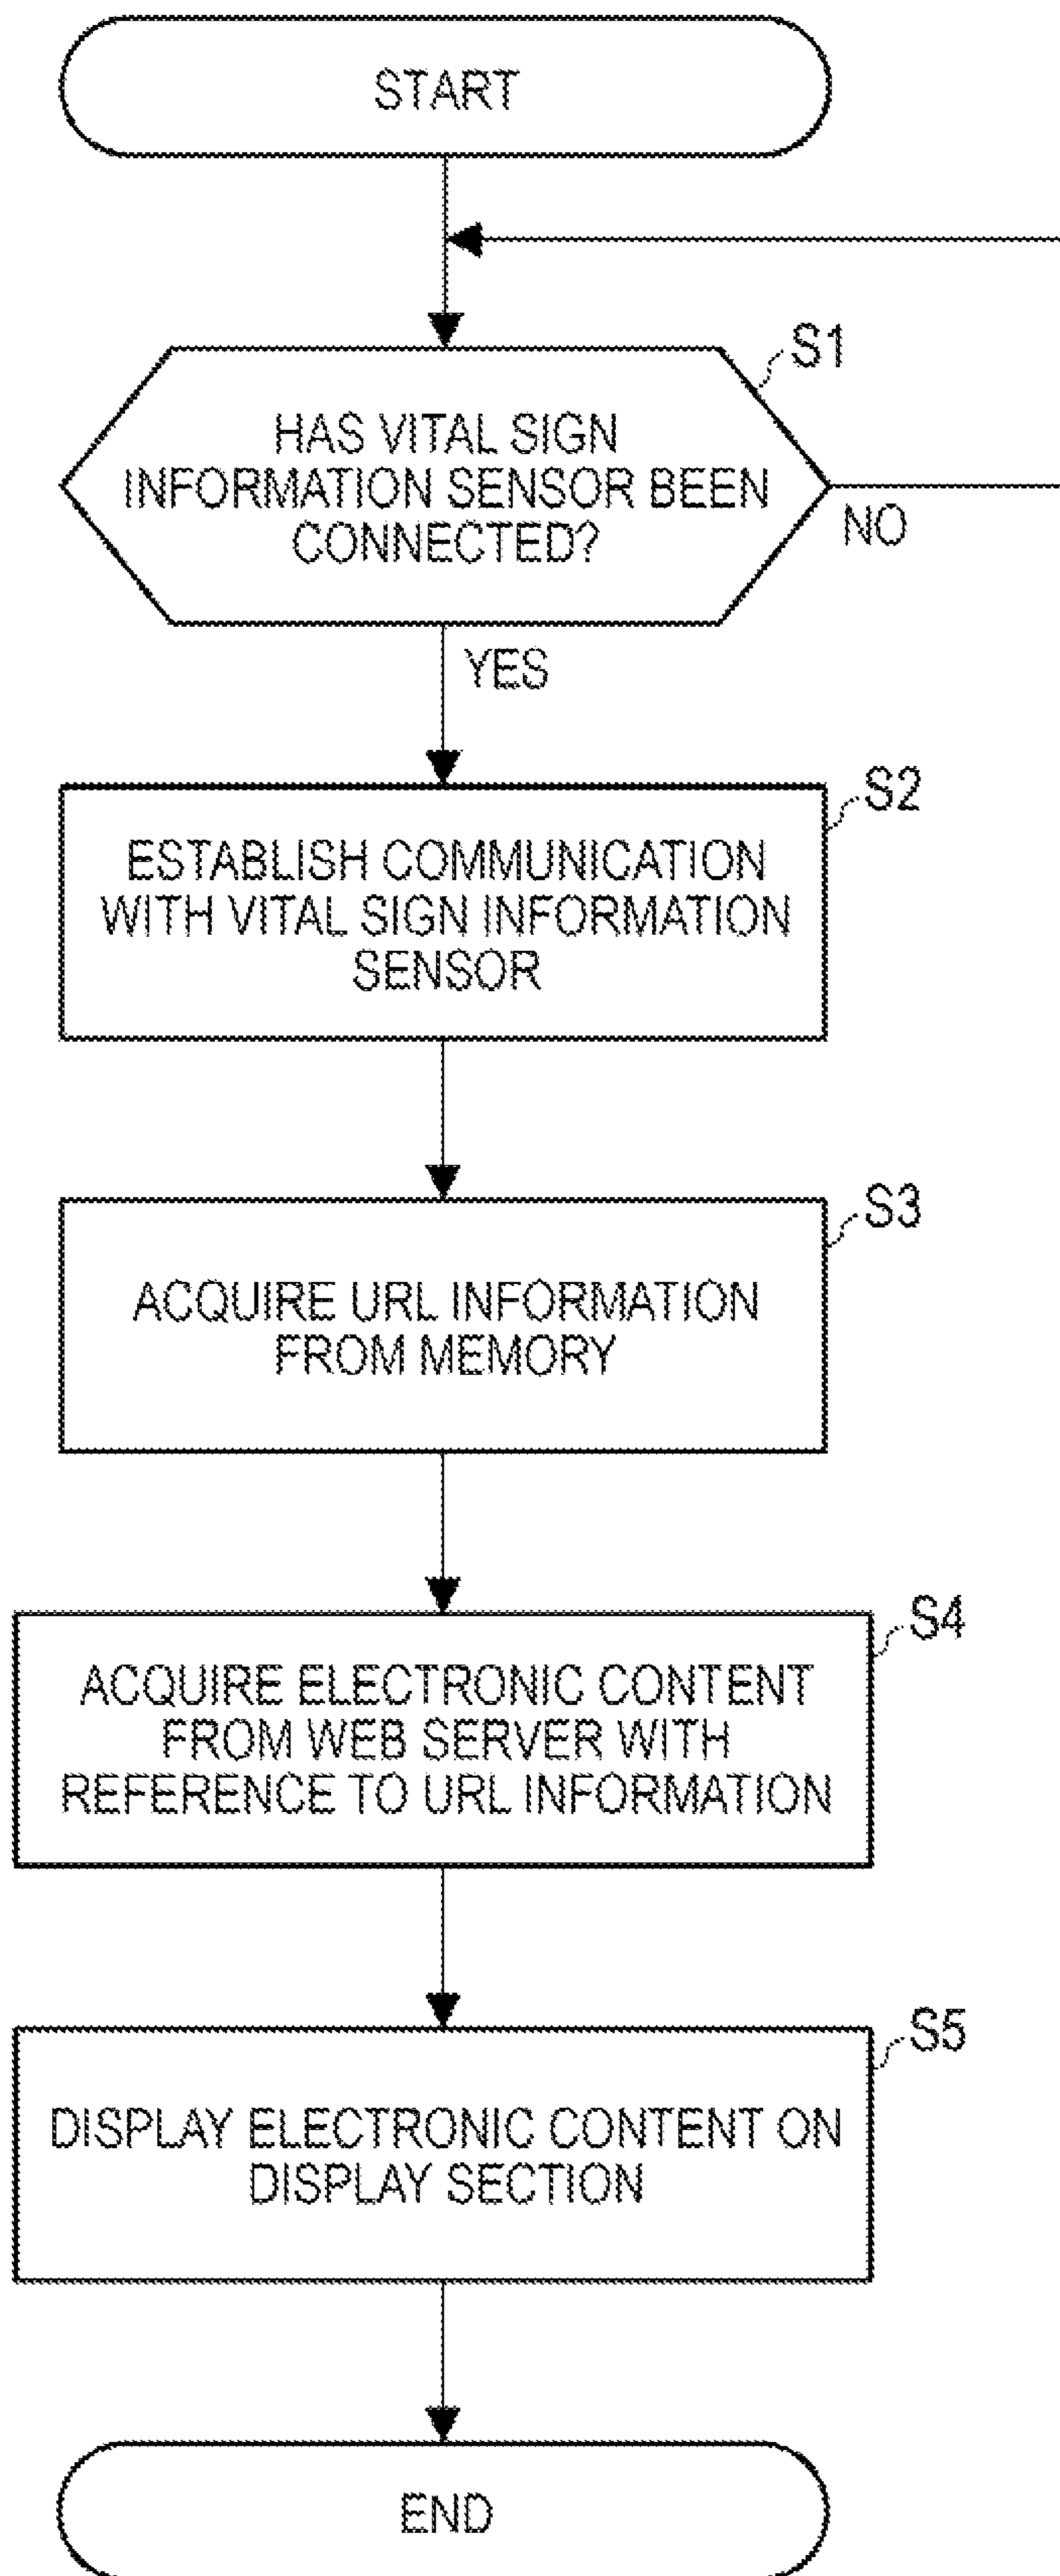 START
S1
HAS VITAL SIGN
INFORMATION SENSOR BEEN
CONNECTED?
NO
YES
S2
ESTABLISH COMMUNICATION
WITH VITAL SIGN INFORMATION
SENSOR
S3
ACQUIRE URL INFORMATION
FROM MEMORY
S4
ACQUIRE ELECTRONIC CONTENT
FROM WEB SERVER WITH
REFERENCE TO URL INFORMATION
S5
DISPLAY ELECTRONIC CONTENT ON
DISPLAY SECTION
END